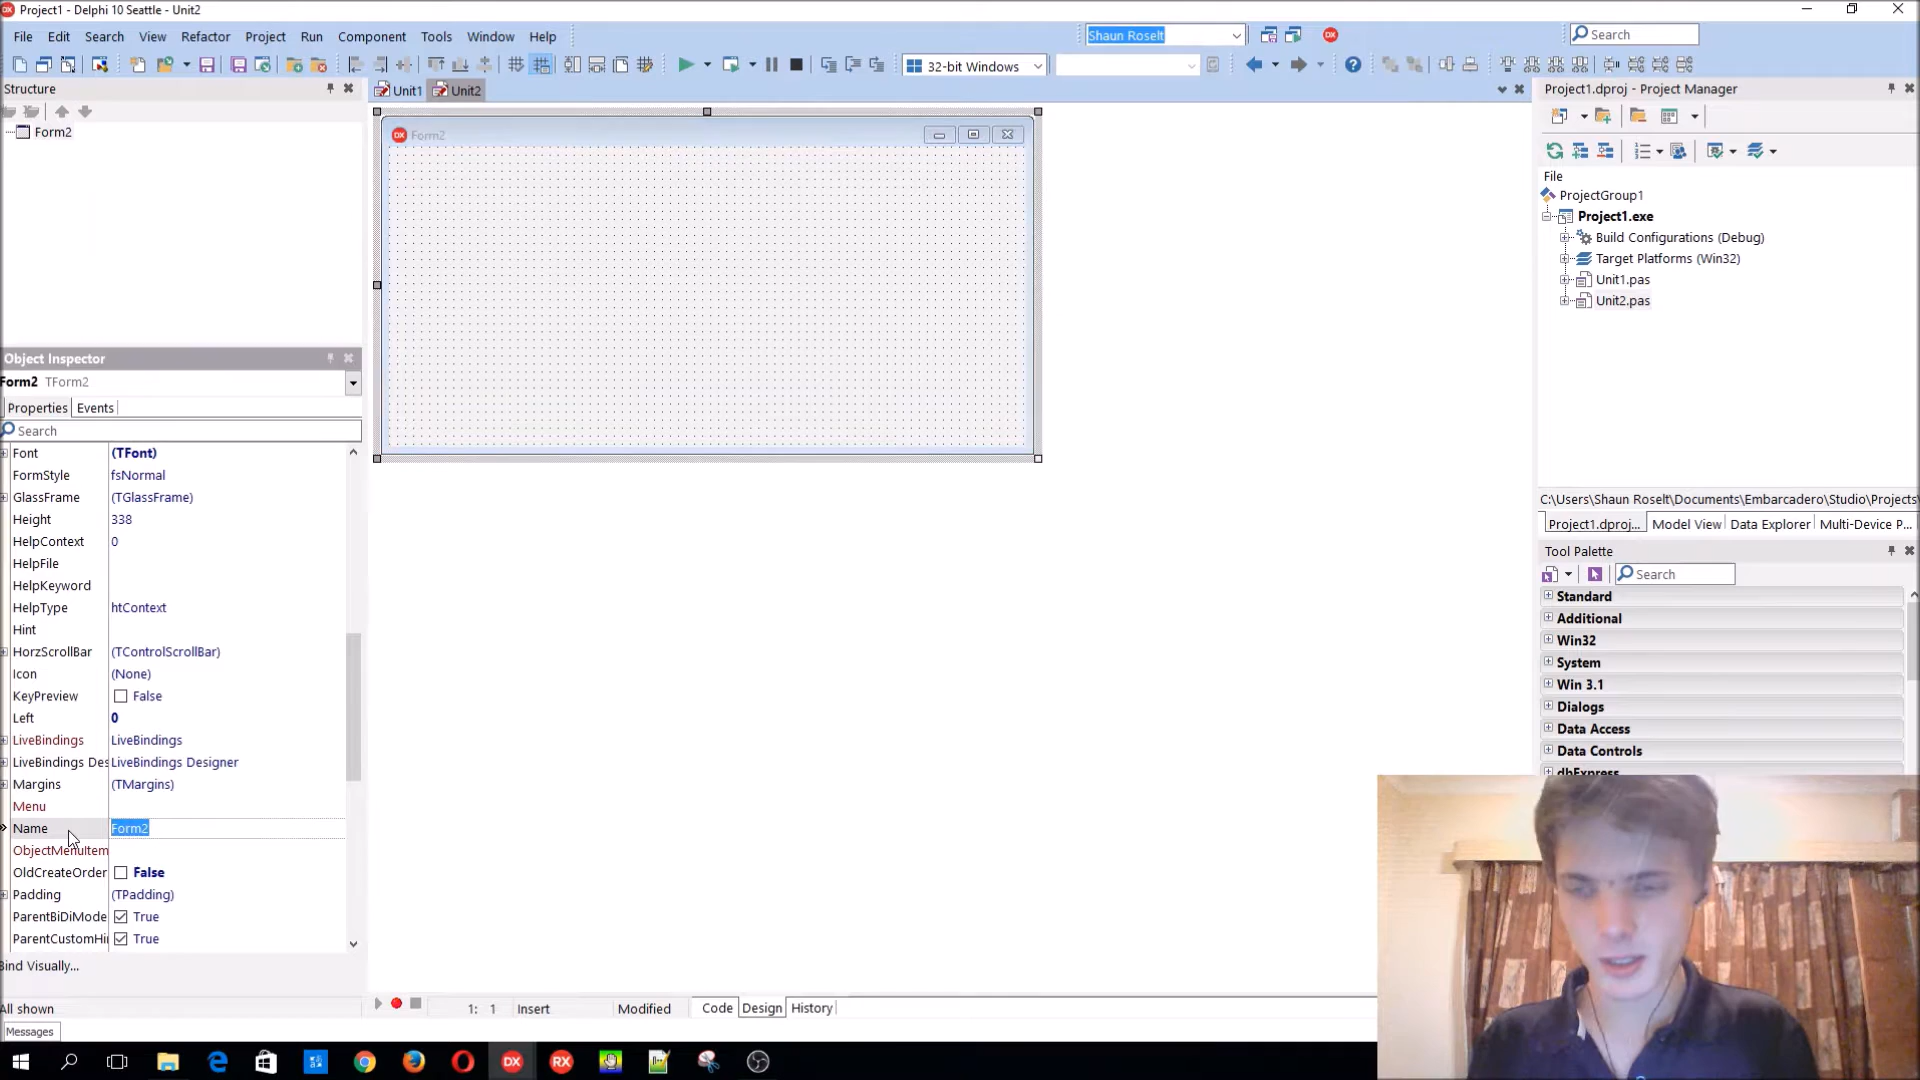 Project1 - Delphi 10 Seattle - Unit2
File Edit Search View Refactor Project Run Component Tools Window Help
Shaun Roselt
Search
32-bit Windows
Structure
Form2
Unit1 Unit2
Form2
Object Inspector
Form2 TForm2
Properties Events
Search
Font (TFont)
FormStyle fsNormal
GlassFrame (TGlassFrame)
Height 338
HelpContext 0
HelpFile
HelpKeyword
HelpType htContext
Hint
HorzScrollBar (TControlScrollBar)
Icon (None)
KeyPreview False
Left 0
LiveBindings LiveBindings
LiveBindings Des LiveBindings Designer
Margins (TMargins)
Menu
Name Form2
ObjectMenuItem
OldCreateOrder False
Padding (TPadding)
ParentBiDiMode True
ParentCustomHi True
Bind Visually...
All shown
Messages
1: 1 Insert Modified Code Design History
Project1.dproj - Project Manager
File
ProjectGroup1
Project1.exe
Build Configurations (Debug)
Target Platforms (Win32)
Unit1.pas
Unit2.pas
C:\Users\Shaun Roselt\Documents\Embarcadero\Studio\Projects\
Project1.dproj... Model View Data Explorer Multi-Device P...
Tool Palette
Search
Standard
Additional
Win32
System
Win 3.1
Dialogs
Data Access
Data Controls
dbExpress
DX RX